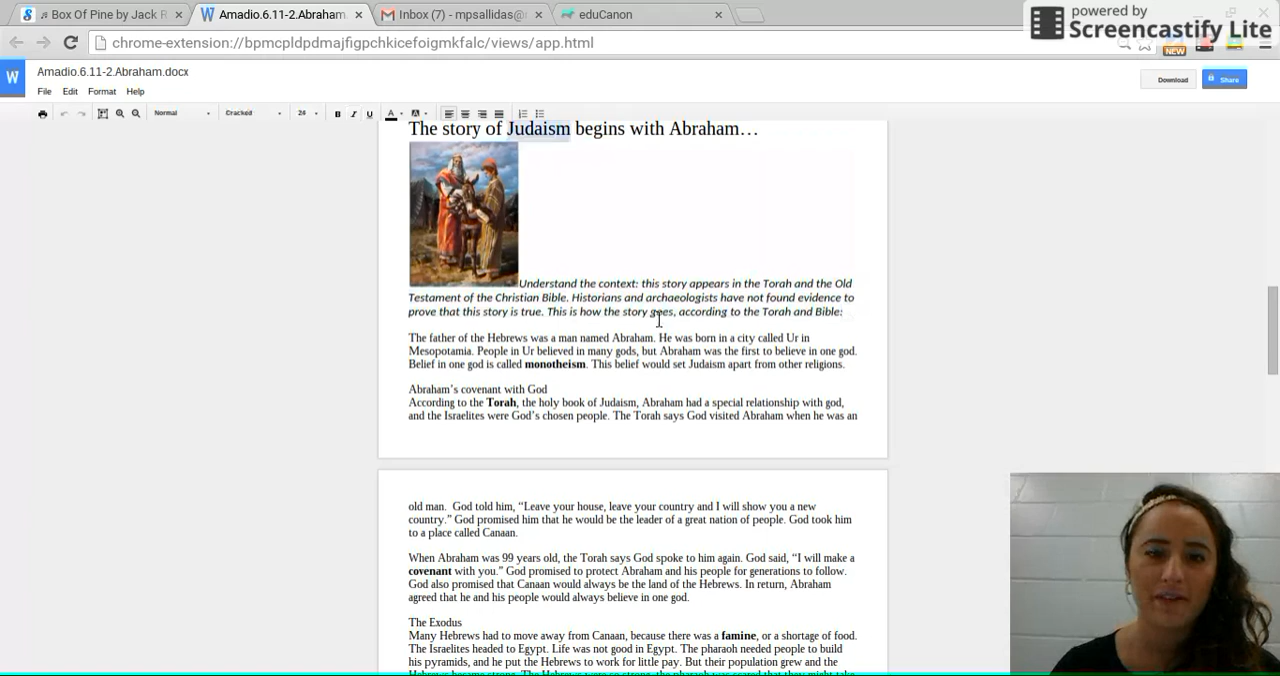 powered by
Screencastify Lite
Box Of Pine by Jack R
Amadio.6.11-2.Abraham.
Inbox (7) - mpsallidas@
eduCanon
chrome-extension://bpmcpldpdmajfigpchkicefoigmkfalc/views/app.html
NEW
W
Amadio.6.11-2.Abraham.docx
File Edit Format Help
Download
Share
Normal Cracked 24 B I U A
The story of Judaism begins with Abraham…
Understand the context: this story appears in the Torah and the Old
Testament of the Christian Bible. Historians and archaeologists have not found evidence to
prove that this story is true. This is how the story goes, according to the Torah and Bible:
The father of the Hebrews was a man named Abraham. He was born in a city called Ur in
Mesopotamia. People in Ur believed in many gods, but Abraham was the first to believe in one god.
Belief in one god is called monotheism. This belief would set Judaism apart from other religions.
Abraham’s covenant with God
According to the Torah, the holy book of Judaism, Abraham had a special relationship with god,
and the Israelites were God’s chosen people. The Torah says God visited Abraham when he was an
old man. God told him, “Leave your house, leave your country and I will show you a new
country.” God promised him that he would be the leader of a great nation of people. God took him
to a place called Canaan.
When Abraham was 99 years old, the Torah says God spoke to him again. God said, “I will make a
covenant with you.” God promised to protect Abraham and his people for generations to follow.
God also promised that Canaan would always be the land of the Hebrews. In return, Abraham
agreed that he and his people would always believe in one god.
The Exodus
Many Hebrews had to move away from Canaan, because there was a famine, or a shortage of food.
The Israelites headed to Egypt. Life was not good in Egypt. The pharaoh needed people to build
his pyramids, and he put the Hebrews to work for little pay. But their population grew and the
Hebrews became strong. The Hebrews were so strong, the pharaoh was scared that they might take